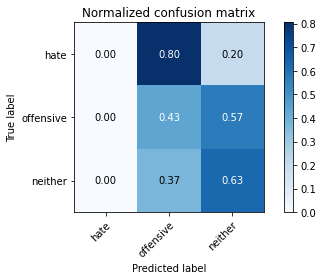 Normalized confusion matrix
True label
hate 0.00 0.80 0.20
offensive 0.00 0.43 0.57
neither 0.00 0.37 0.63
hate offensive neither
Predicted label
0.8
0.7
0.6
0.5
0.4
0.3
0.2
0.1
0.0